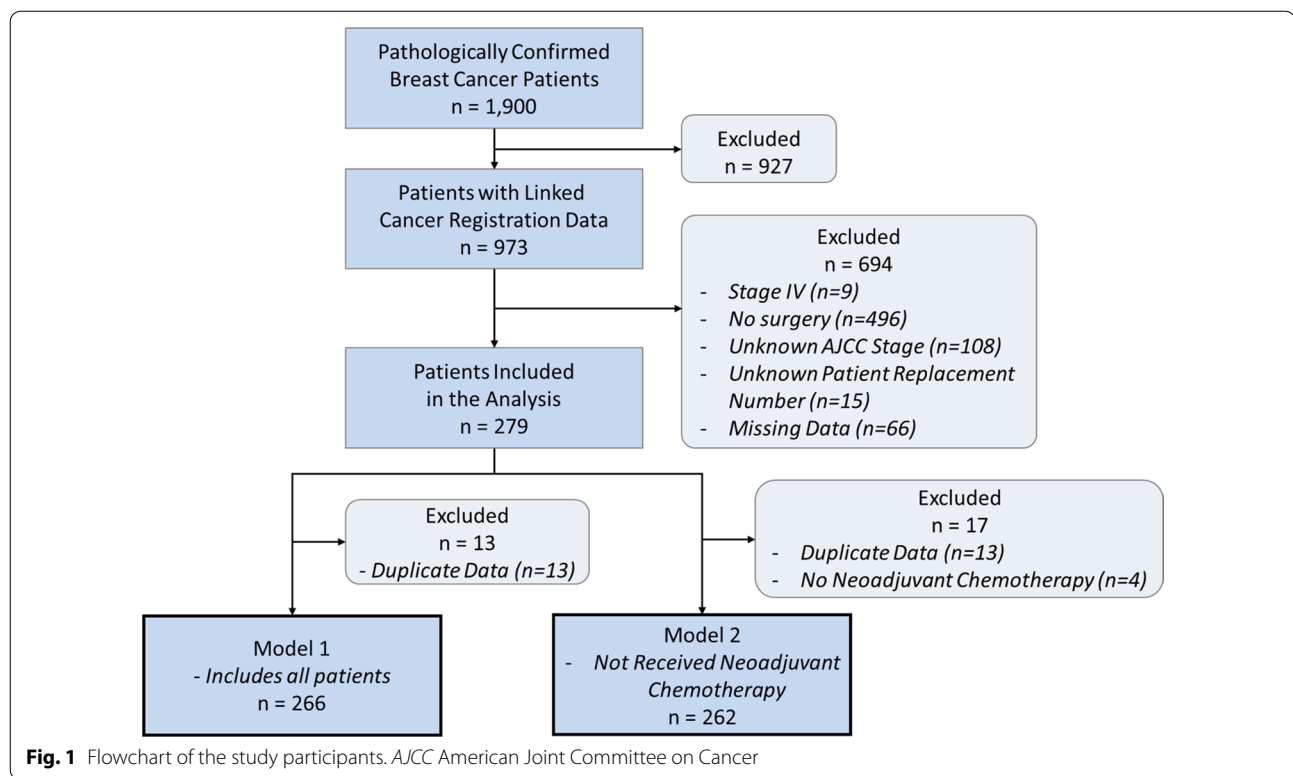 Pathologically Confirmed
Breast Cancer Patients
n = 1,900
Excluded
n = 927
Patients with Linked
Cancer Registration Data
n = 973
Excluded
n = 694
- Stage IV (n=9)
- No surgery (n=496)
- Unknown AJCC Stage (n=108)
- Unknown Patient Replacement
Number (n=15)
- Missing Data (n=66)
Patients Included
in the Analysis
n = 279
Excluded
n = 13
- Duplicate Data (n=13)
Excluded
n = 17
- Duplicate Data (n=13)
- No Neoadjuvant Chemotherapy (n=4)
Model 1
- Includes all patients
n = 266
Model 2
- Not Received Neoadjuvant
Chemotherapy
n = 262
Fig. 1 Flowchart of the study participants. AJCC American Joint Committee on Cancer